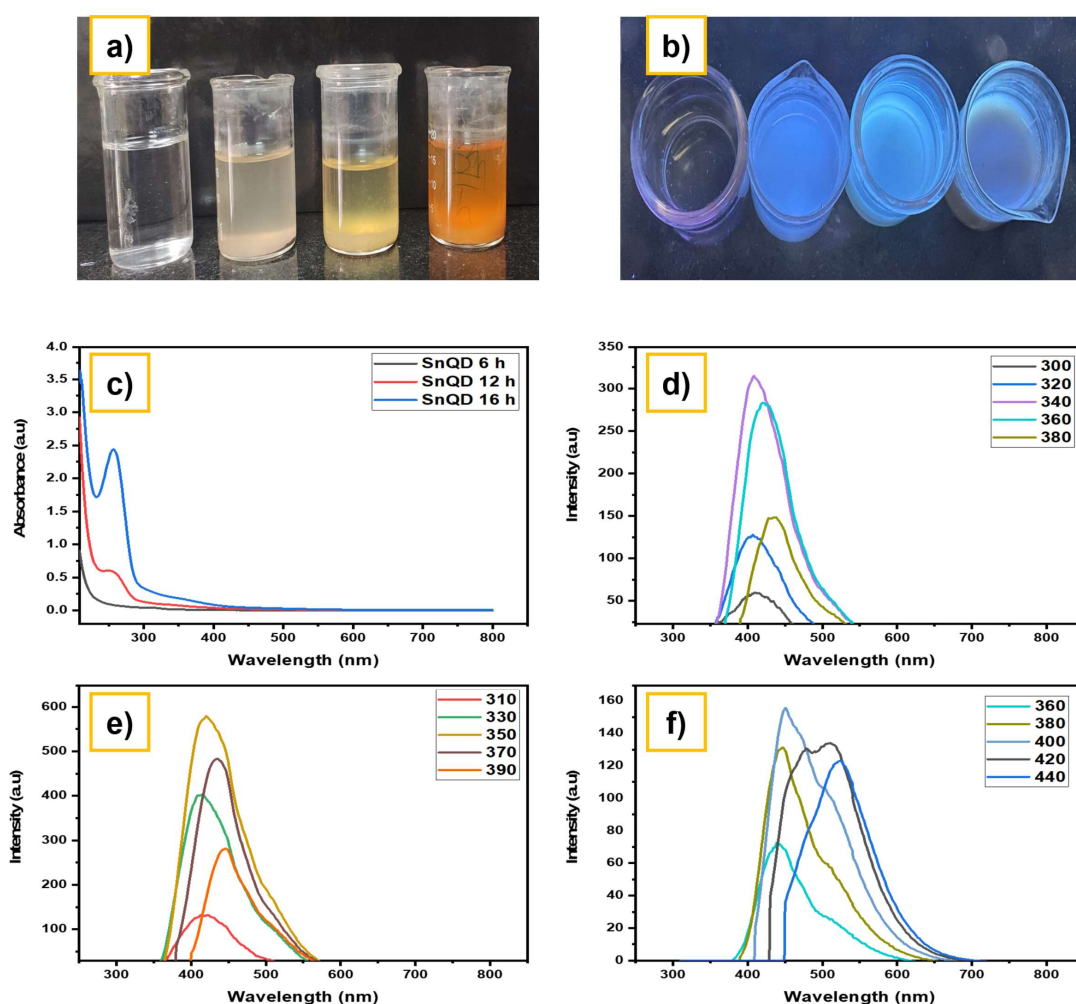 a)
b)
c)
4.0
3.5
3.0
2.5
2.0
1.5
1.0
0.5
0.0
Absorbance (a.u)
300 400 500 600 700 800
Wavelength (nm)
SnQD 6 h
SnQD 12 h
SnQD 16 h
d)
350
300
250
200
150
100
50
Intensity (a.u)
300 400 500 600 700 800
Wavelength (nm)
300
320
340
360
380
e)
600
500
400
300
200
100
Intensity (a.u)
300 400 500 600 700 800
Wavelength (nm)
310
330
350
370
390
f)
160
140
120
100
80
60
40
20
0
Intensity (a.u)
300 400 500 600 700 800
Wavelength (nm)
360
380
400
420
440